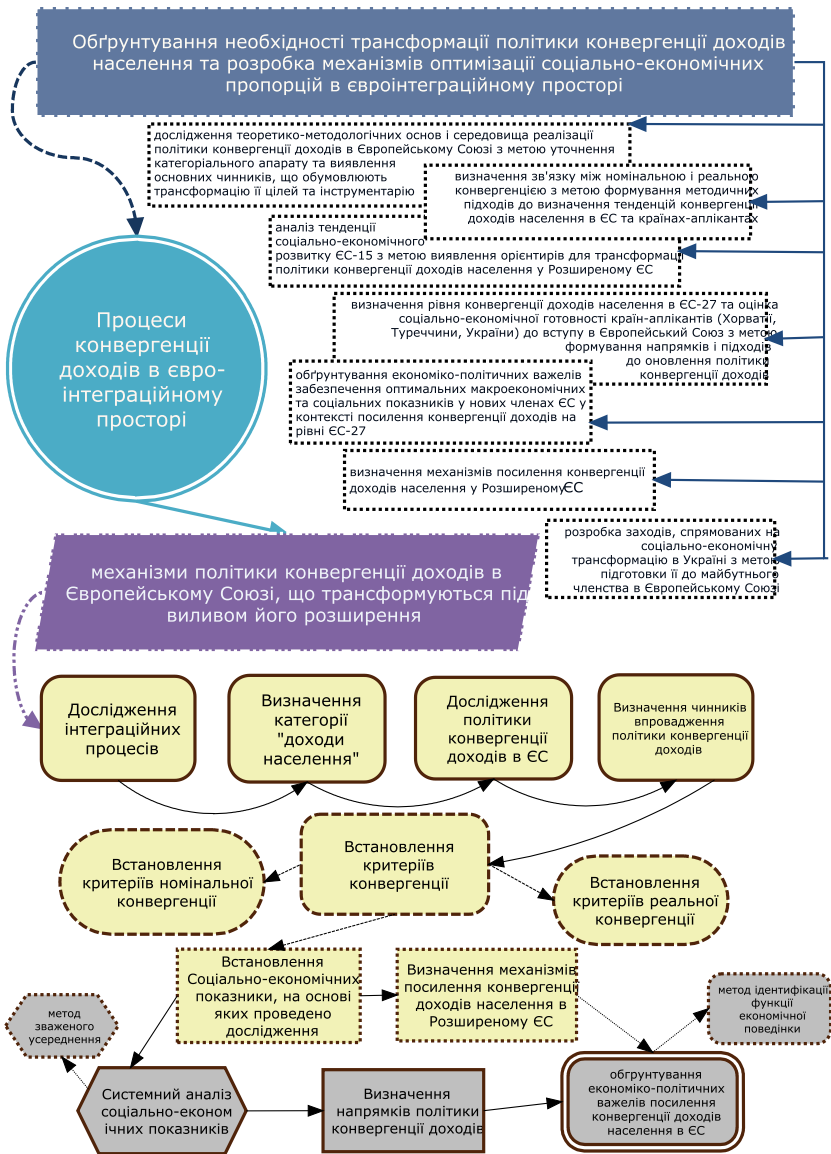 Обґрунтування необхідності трансформації політики конвергенції доходів
населення та розробка механізмів оптимізації соціально-економічних
пропорцій в євроінтеграційному просторі
дослідження теоретико-методологічних основ і середовища реалізації
політики конвергенції доходів в Європейському Союзі з метою уточнення
категоріального апарату та виявлення
основних чинників, що обумовлюють
трансформацію її цілей та інструментарію
визначення зв'язку між номінальною і реальною
конвергенцією з метою формування методичних
підходів до визначення тенденцій конвергенції
доходів населення в ЄС та країнах-аплікантах
аналіз тенденції
соціально-економічного
розвитку ЄС-15 з метою виявлення орієнтирів для трансформації
політики конвергенції доходів населення у Розширеному ЄС
визначення рівня конвергенції доходів населення в ЄС-27 та оцінка
соціально-економічної готовності країн-аплікантів (Хорватії,
Туреччини, України) до вступу в Європейський Союз з метою
формування напрямків і підходів
до оновлення політики
конвергенції доходів
обґрунтування економіко-політичних важелів
забезпечення оптимальних макроекономічних
та соціальних показників у нових членах ЄС у
контексті посилення конвергенції доходів на
рівні ЄС-27
визначення механізмів посилення конвергенції
доходів населення у Розширеному ЄС
розробка заходів, спрямованих на
соціально-економічну
трансформацію в Україні з метою
підготовки її до майбутнього
членства в Європейському Союзі
Процеси
конвергенції
доходів в євро-
інтеграційному
просторі
механізми політики конвергенції доходів в
Європейському Союзі, що трансформуються під
виливом його розширення
Дослідження
інтеграційних
процесів
Визначення
категорії
"доходи
населення"
Дослідження
політики
конвергенції
доходів в ЄС
Визначення чинників
впровадження
політики конвергенції
доходів
Встановлення
критеріїв номінальної
конвергенції
Встановлення
критеріїв
конвергенції
Встановлення
критеріїв реальної
конвергенції
Встановлення
Соціально-економічних
показники, на основі
яких проведено
дослідження
Визначення механізмів
посилення конвергенції
доходів населення в
Розширеному ЄС
метод ідентифікації
функції
економічної
поведінки
метод
зваженого
усереднення
Системний аналіз
соціально-економ
ічних показників
Визначення
напрямків політики
конвергенції доходів
обгрунтування
економіко-політичних
важелів посилення
конвергенції доходів
населення в ЄС